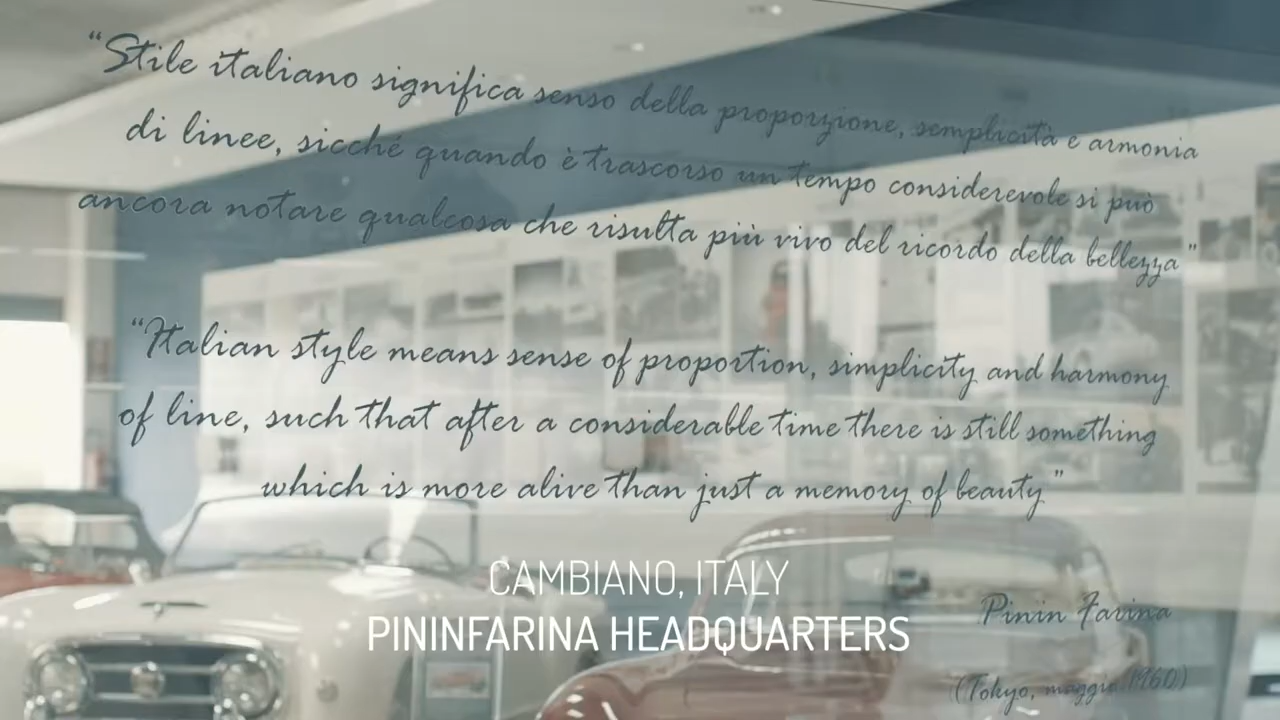 “Stile italiano significa senso della proporzione, semplicità e armonia
di linee, sicché quando è trascorso un tempo considerevole si può
ancora notare qualcosa che risulta più vivo del ricordo della bellezza”
“Italian style means sense of proportion, simplicity and harmony
of line, such that after a considerable time there is still something
which is more alive than just a memory of beauty”
CAMBIANO, ITALY
PININFARINA HEADQUARTERS
Pinin Farina
(Tokyo, maggio 1960)